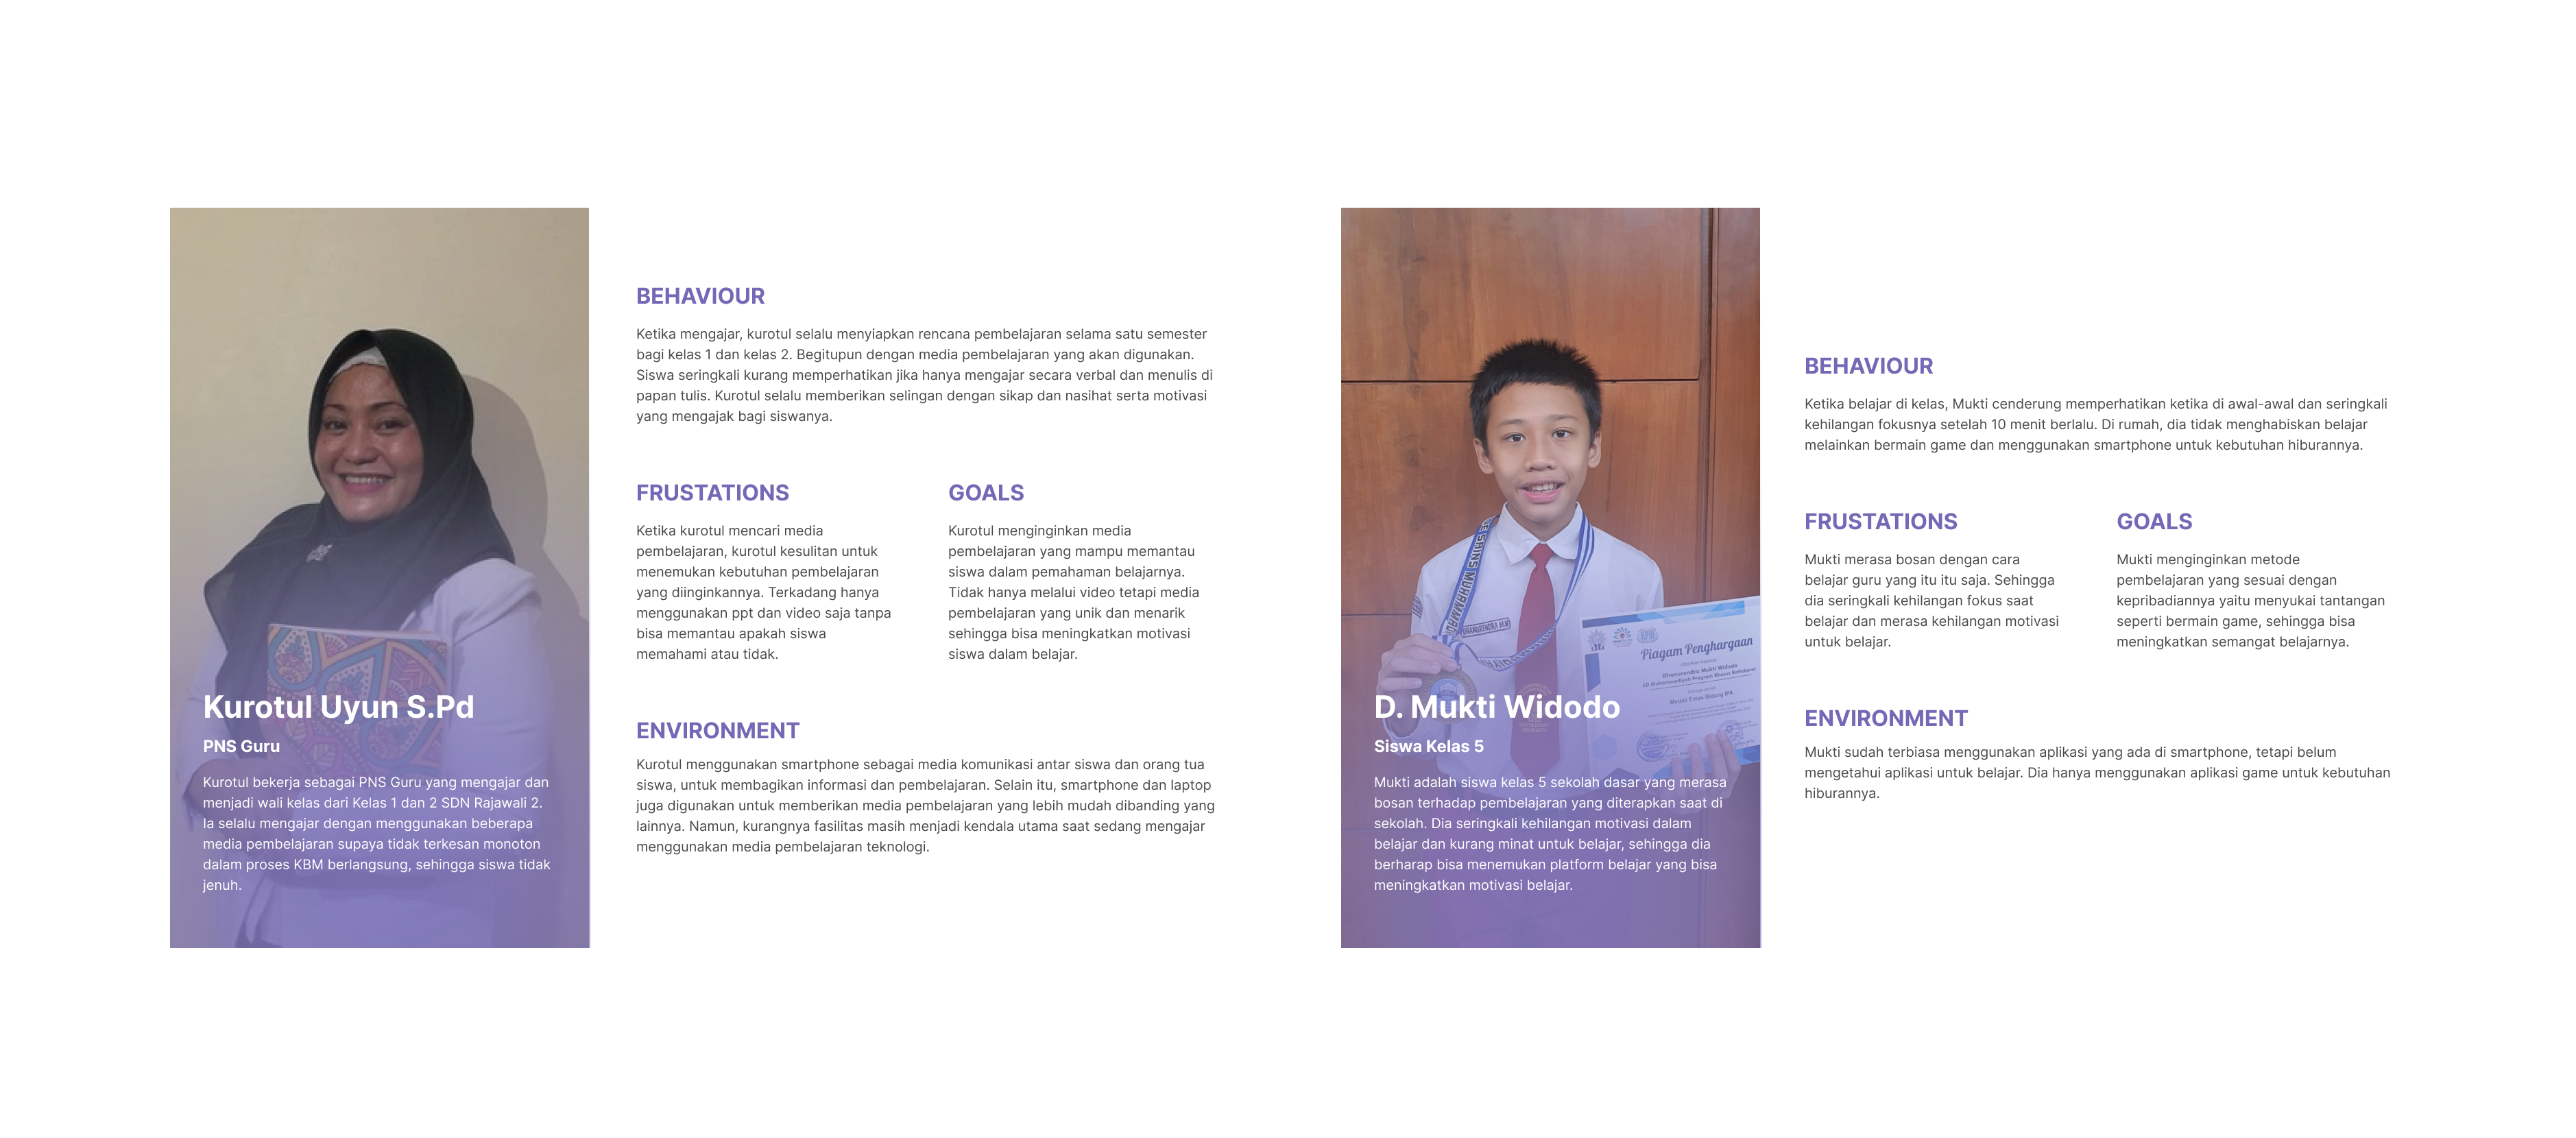 Kurotul Uyun S.Pd
PNS Guru
Kurotul bekerja sebagai PNS Guru yang mengajar dan
menjadi wali kelas dari Kelas 1 dan 2 SDN Rajawali 2.
Ia selalu mengajar dengan menggunakan beberapa
media pembelajaran supaya tidak terkesan monoton
dalam proses KBM berlangsung, sehingga siswa tidak
jenuh.
BEHAVIOUR
Ketika mengajar, kurotul selalu menyiapkan rencana pembelajaran selama satu semester
bagi kelas 1 dan kelas 2. Begitupun dengan media pembelajaran yang akan digunakan.
Siswa seringkali kurang memperhatikan jika hanya mengajar secara verbal dan menulis di
papan tulis. Kurotul selalu memberikan selingan dengan sikap dan nasihat serta motivasi
yang mengajak bagi siswanya.
FRUSTATIONS
Ketika kurotul mencari media
pembelajaran, kurotul kesulitan untuk
menemukan kebutuhan pembelajaran
yang diinginkannya. Terkadang hanya
menggunakan ppt dan video saja tanpa
bisa memantau apakah siswa
memahami atau tidak.
GOALS
Kurotul menginginkan media
pembelajaran yang mampu memantau
siswa dalam pemahaman belajarnya.
Tidak hanya melalui video tetapi media
pembelajaran yang unik dan menarik
sehingga bisa meningkatkan motivasi
siswa dalam belajar.
ENVIRONMENT
Kurotul menggunakan smartphone sebagai media komunikasi antar siswa dan orang tua
siswa, untuk membagikan informasi dan pembelajaran. Selain itu, smartphone dan laptop
juga digunakan untuk memberikan media pembelajaran yang lebih mudah dibanding yang
lainnya. Namun, kurangnya fasilitas masih menjadi kendala utama saat sedang mengajar
menggunakan media pembelajaran teknologi.
Piagam Penghargaan
Dhanurendra Mukti Widodo
SD Muhammadiyah Program Khusus Kottabarat
Medali Emas Bidang IPA
D. Mukti Widodo
Siswa Kelas 5
Mukti adalah siswa kelas 5 sekolah dasar yang merasa
bosan terhadap pembelajaran yang diterapkan saat di
sekolah. Dia seringkali kehilangan motivasi dalam
belajar dan kurang minat untuk belajar, sehingga dia
berharap bisa menemukan platform belajar yang bisa
meningkatkan motivasi belajar.
BEHAVIOUR
Ketika belajar di kelas, Mukti cenderung memperhatikan ketika di awal-awal dan seringkali
kehilangan fokusnya setelah 10 menit berlalu. Di rumah, dia tidak menghabiskan belajar
melainkan bermain game dan menggunakan smartphone untuk kebutuhan hiburannya.
FRUSTATIONS
Mukti merasa bosan dengan cara
belajar guru yang itu itu saja. Sehingga
dia seringkali kehilangan fokus saat
belajar dan merasa kehilangan motivasi
untuk belajar.
GOALS
Mukti menginginkan metode
pembelajaran yang sesuai dengan
kepribadiannya yaitu menyukai tantangan
seperti bermain game, sehingga bisa
meningkatkan semangat belajarnya.
ENVIRONMENT
Mukti sudah terbiasa menggunakan aplikasi yang ada di smartphone, tetapi belum
mengetahui aplikasi untuk belajar. Dia hanya menggunakan aplikasi game untuk kebutuhan
hiburannya.